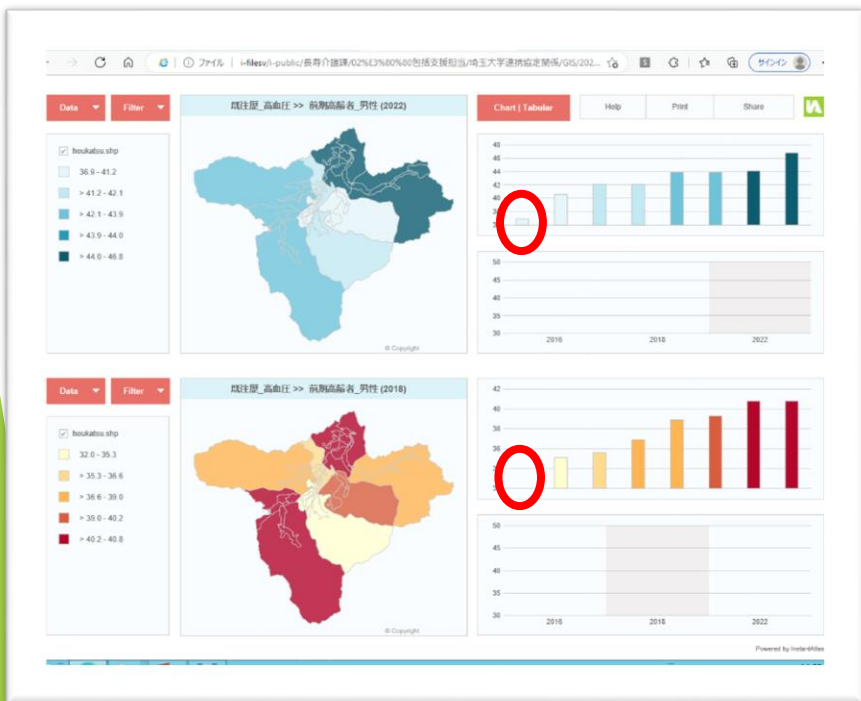 ファイル | i-filesv/i-public/長寿介護課/02%E3%80%80包括支援担当/埼玉大学連携協定関係/GIS/202...
サインイン
Data
Filter
既往歴_高血圧 >> 前期高齢者_男性 (2022)
Chart | Tabular
Help
Print
Share
houkatsu.shp
36.9 - 41.2
> 41.2 - 42.1
> 42.1 - 43.9
> 43.9 - 44.0
> 44.0 - 46.8
© Copyright
48
46
44
42
40
38
50
45
40
35
30
2016
2018
2022
Data
Filter
既往歴_高血圧 >> 前期高齢者_男性 (2018)
houkatsu.shp
32.0 - 35.3
> 35.3 - 36.6
> 36.6 - 39.0
> 39.0 - 40.2
> 40.2 - 40.8
© Copyright
42
40
38
36
50
45
40
35
30
2016
2018
2022
Powered by InstantAtlas